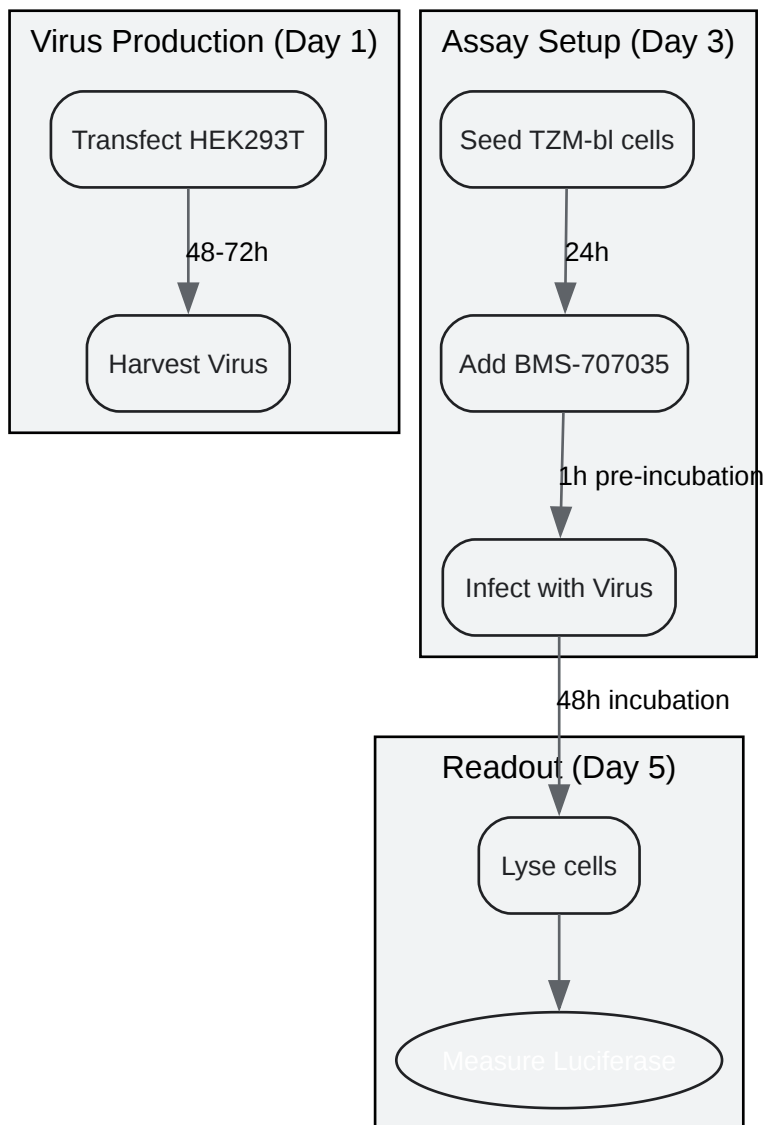 Virus Production (Day 1)
Transfect HEK293T
48-72h
Harvest Virus
Assay Setup (Day 3)
Seed TZM-bl cells
24h
Add BMS-707035
1h pre-incubation
Infect with Virus
48h incubation
Readout (Day 5)
Lyse cells
Measure Luciferase